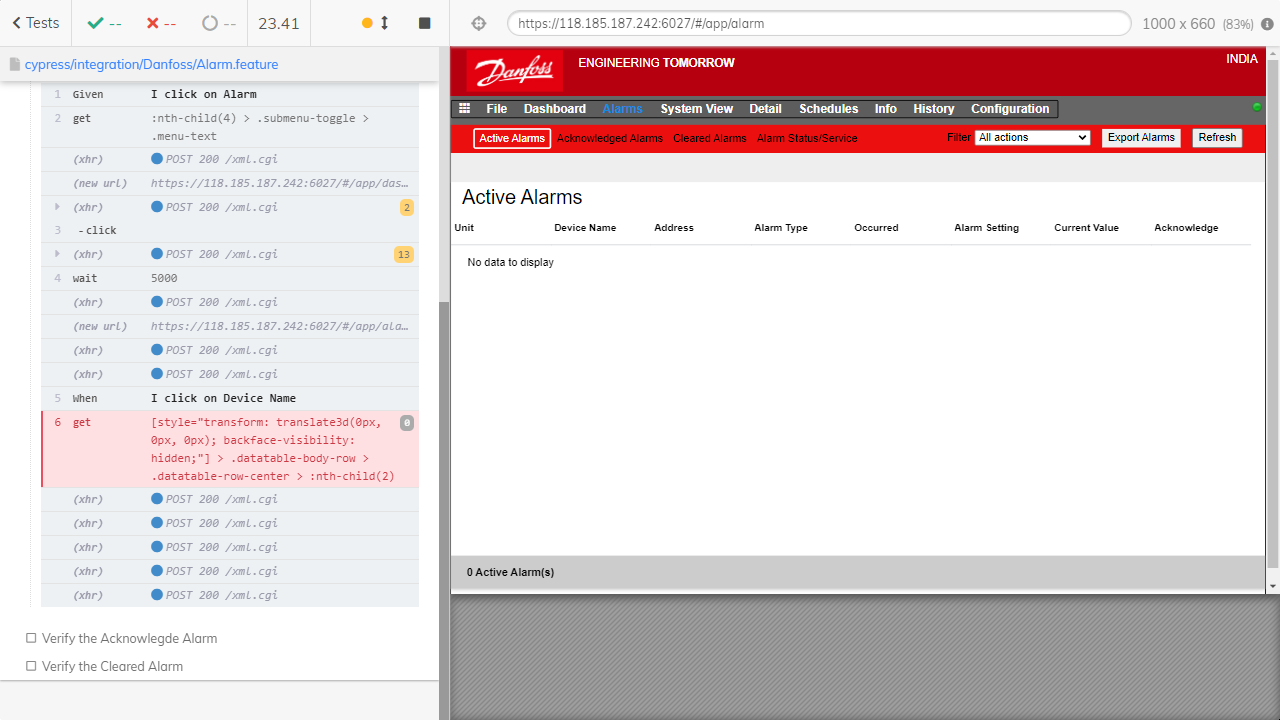 Tests
--
--
--
23.41
https://118.185.187.242:6027/#/app/alarm
1000 x 660 (83%)
cypress/integration/Danfoss/Alarm.feature
1 Given I click on Alarm
2 get :nth-child(4) > .submenu-toggle >
.menu-text
(xhr) POST 200 /xml.cgi
(new url) https://118.185.187.242:6027/#/app/das…
(xhr) POST 200 /xml.cgi 2
3 -click
(xhr) POST 200 /xml.cgi 13
4 wait 5000
(xhr) POST 200 /xml.cgi
(new url) https://118.185.187.242:6027/#/app/ala…
(xhr) POST 200 /xml.cgi
(xhr) POST 200 /xml.cgi
5 When I click on Device Name
6 get [style="transform: translate3d(0px, 0
0px, 0px); backface-visibility:
hidden;"] > .datatable-body-row >
.datatable-row-center > :nth-child(2)
(xhr) POST 200 /xml.cgi
(xhr) POST 200 /xml.cgi
(xhr) POST 200 /xml.cgi
(xhr) POST 200 /xml.cgi
(xhr) POST 200 /xml.cgi
Verify the Acknowlegde Alarm
Verify the Cleared Alarm
Danfoss
ENGINEERING TOMORROW
INDIA
File Dashboard Alarms System View Detail Schedules Info History Configuration
Active Alarms Acknowledged Alarms Cleared Alarms Alarm Status/Service Filter All actions Export Alarms Refresh
Active Alarms
Unit Device Name Address Alarm Type Occurred Alarm Setting Current Value Acknowledge
No data to display
0 Active Alarm(s)